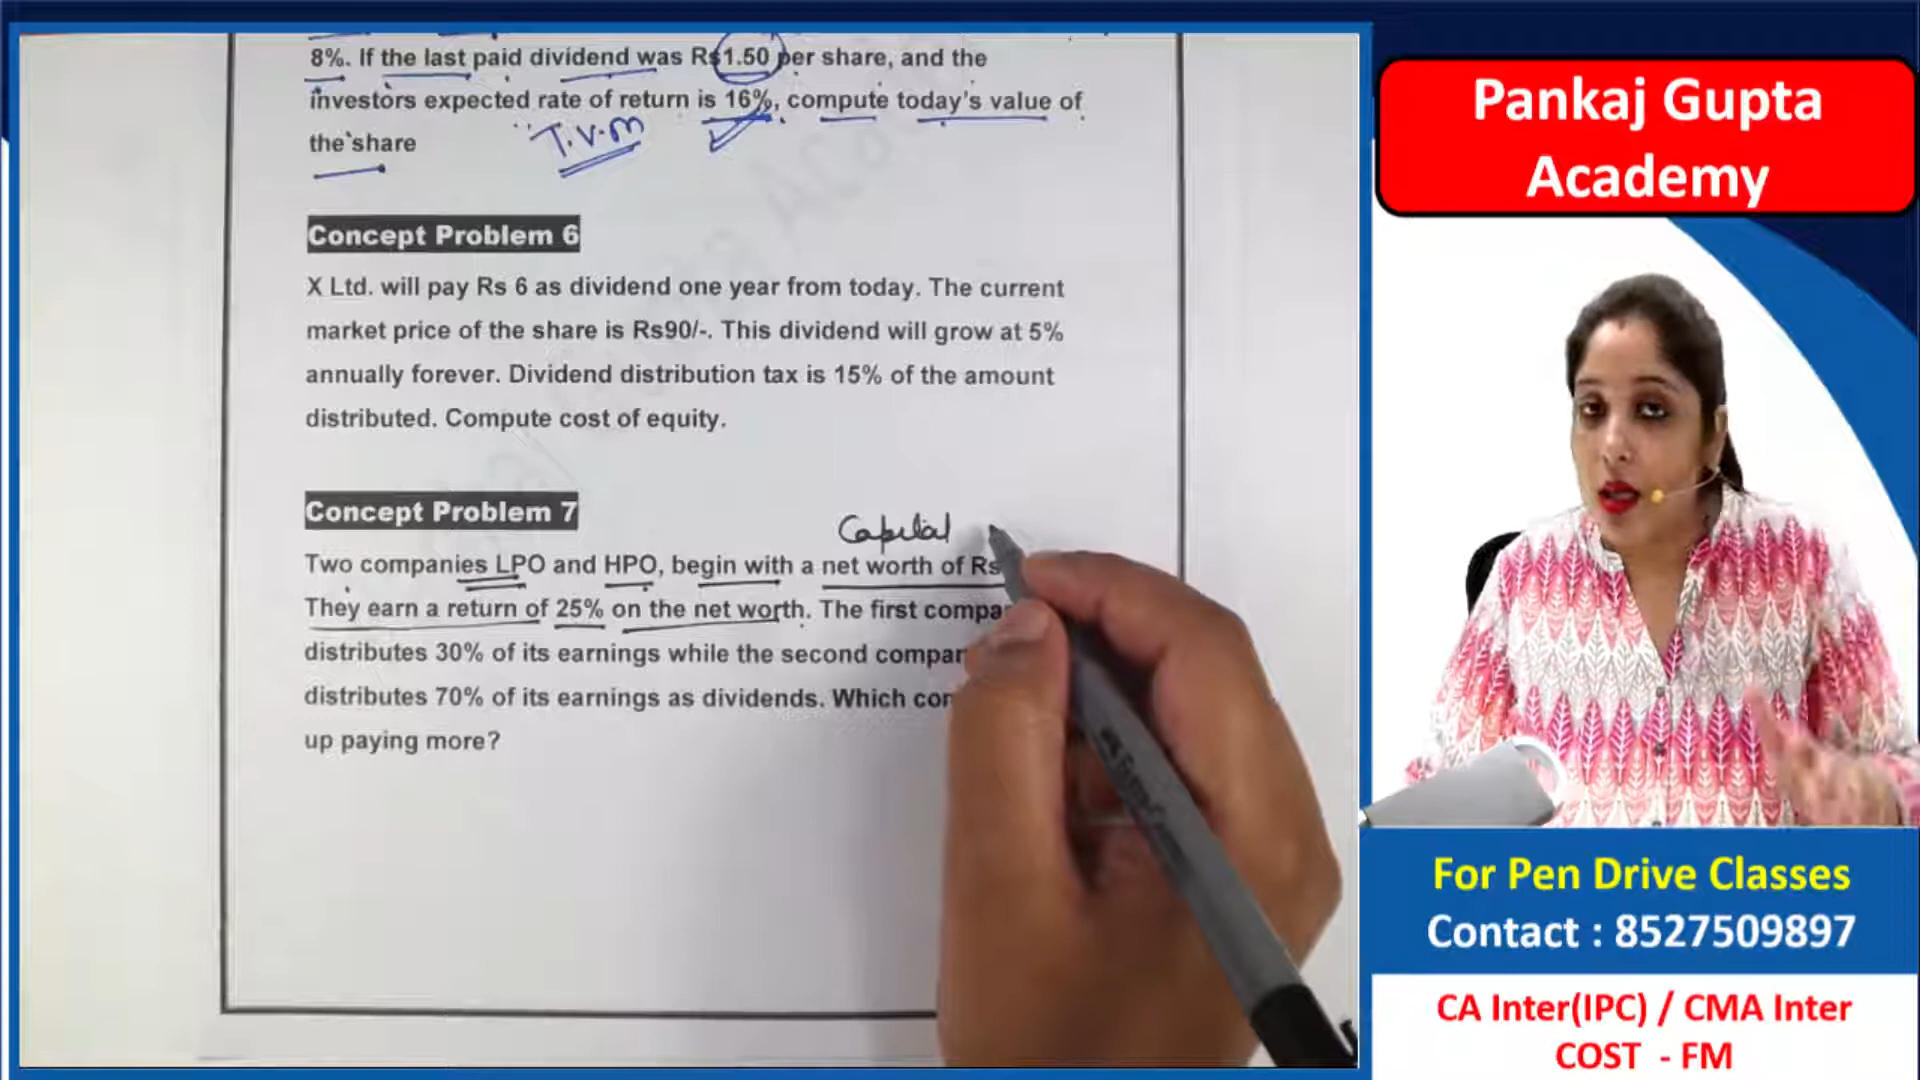 8%. If the last paid dividend was Rs1.50 per share, and the
investors expected rate of return is 16%, compute today's value of
the share
T.V.M
Concept Problem 6
X Ltd. will pay Rs 6 as dividend one year from today. The current
market price of the share is Rs90/-. This dividend will grow at 5%
annually forever. Dividend distribution tax is 15% of the amount
distributed. Compute cost of equity.
Concept Problem 7
Capital
Two companies LPO and HPO, begin with a net worth of Rs
They earn a return of 25% on the net worth. The first
distributes 30% of its earnings while the second
distributes 70% of its earnings as dividends. Which
up paying more?
Pankaj Gupta
Academy
For Pen Drive Classes
Contact : 8527509897
CA Inter(IPC) / CMA Inter
COST - FM